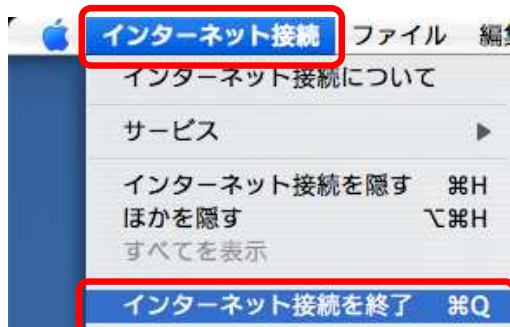 インターネット接続 ファイル
インターネット接続について
サービス
インターネット接続を隠す ⌘H
ほかを隠す ⌥⌘H
すべてを表示
インターネット接続を終了 ⌘Q